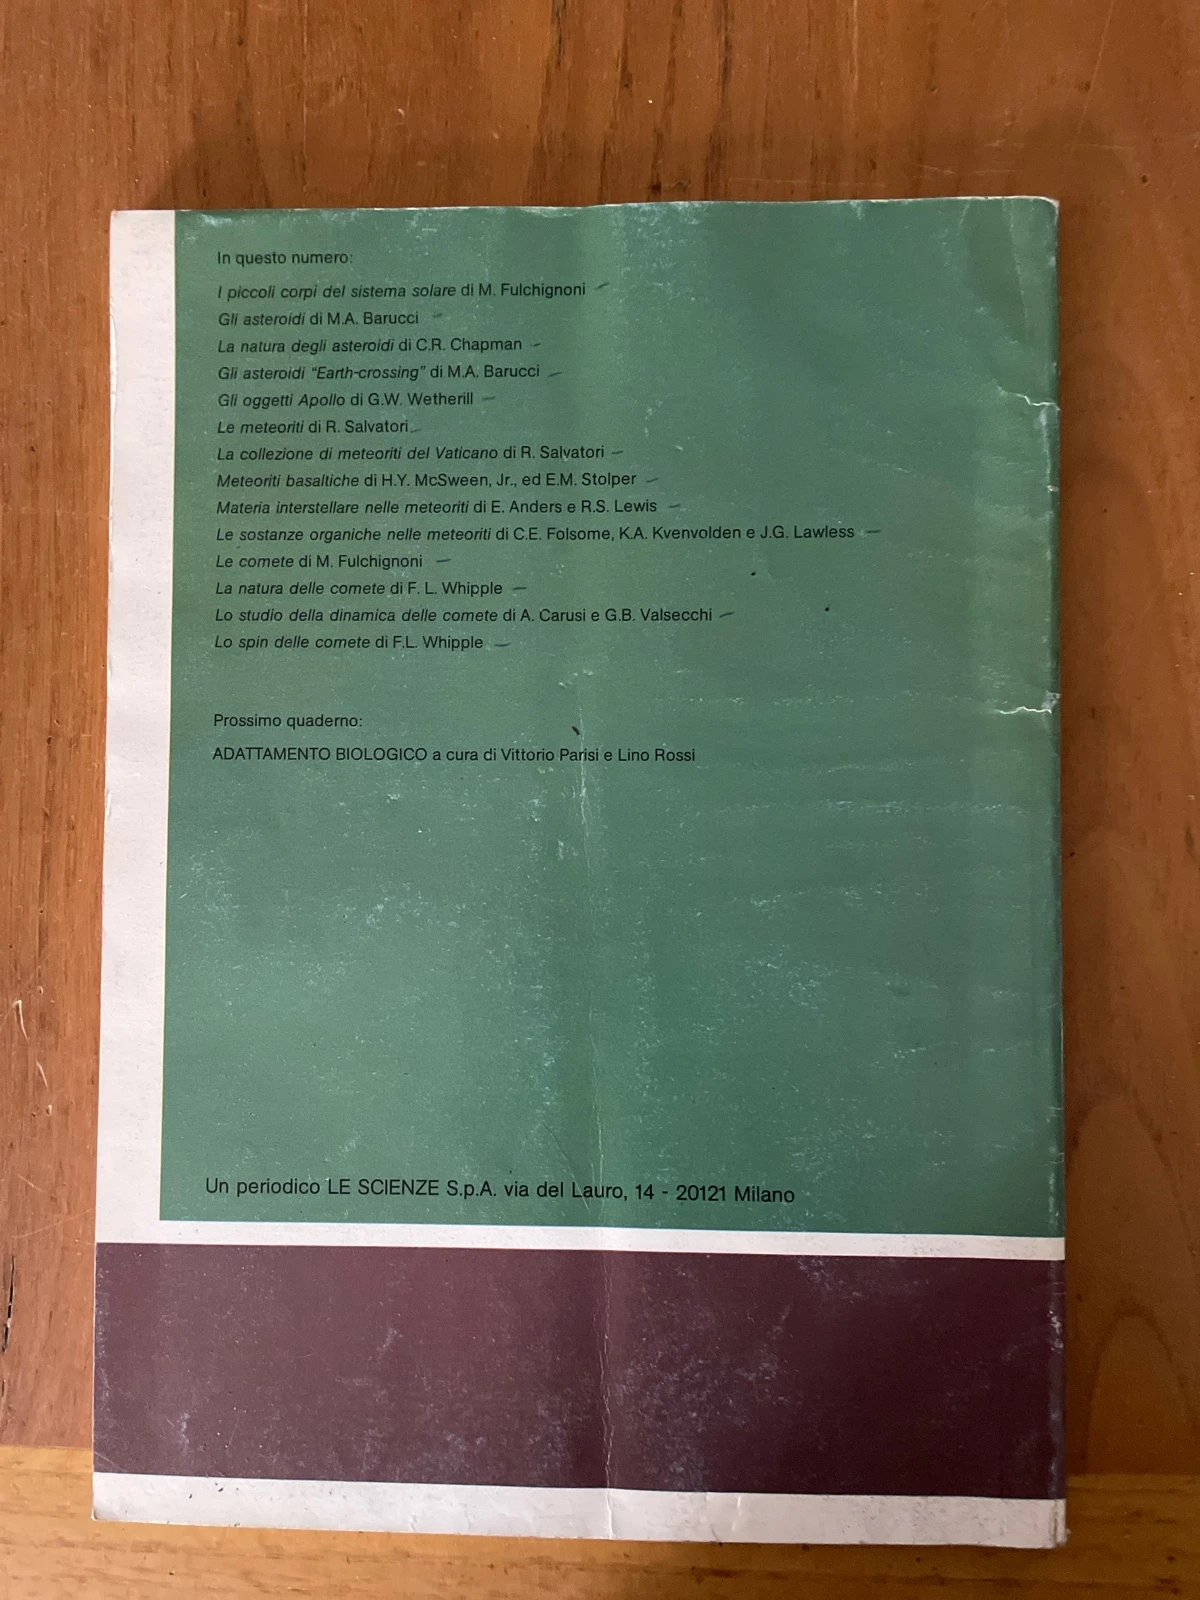 In questo numero:
I piccoli corpi del sistema solare di M. Fulchignoni
Gli asteroidi di M.A. Barucci
La natura degli asteroidi di C.R. Chapman
Gli asteroidi "Earth-crossing" di M.A. Barucci
Gli oggetti Apollo di G.W. Wetherill
Le meteoriti di R. Salvatori
La collezione di meteoriti del Vaticano di R. Salvatori
Meteoriti basaltiche di H.Y. McSween, Jr., ed E.M. Stolper
Materia interstellare nelle meteoriti di E. Anders e R.S. Lewis
Le sostanze organiche nelle meteoriti di C.E. Folsome, K.A. Kvenvolden e J.G. Lawless
Le comete di M. Fulchignoni
La natura delle comete di F. L. Whipple
Lo studio della dinamica delle comete di A. Carusi e G.B. Valsecchi
Lo spin delle comete di F.L. Whipple
Prossimo quaderno:
ADATTAMENTO BIOLOGICO a cura di Vittorio Parisi e Lino Rossi
Un periodico LE SCIENZE S.p.A. via del Lauro, 14 - 20121 Milano